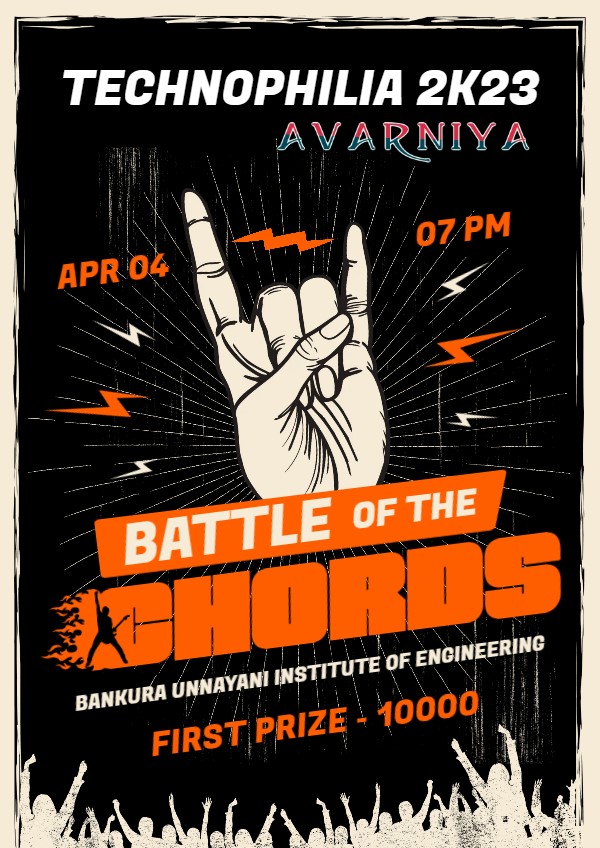 TECHNOPHILIA 2K23
AVARNIYA
APR 04
07 PM
BATTLE OF THE
CHORDS
BANKURA UNNAYANI INSTITUTE OF ENGINEERING
FIRST PRIZE - 10000